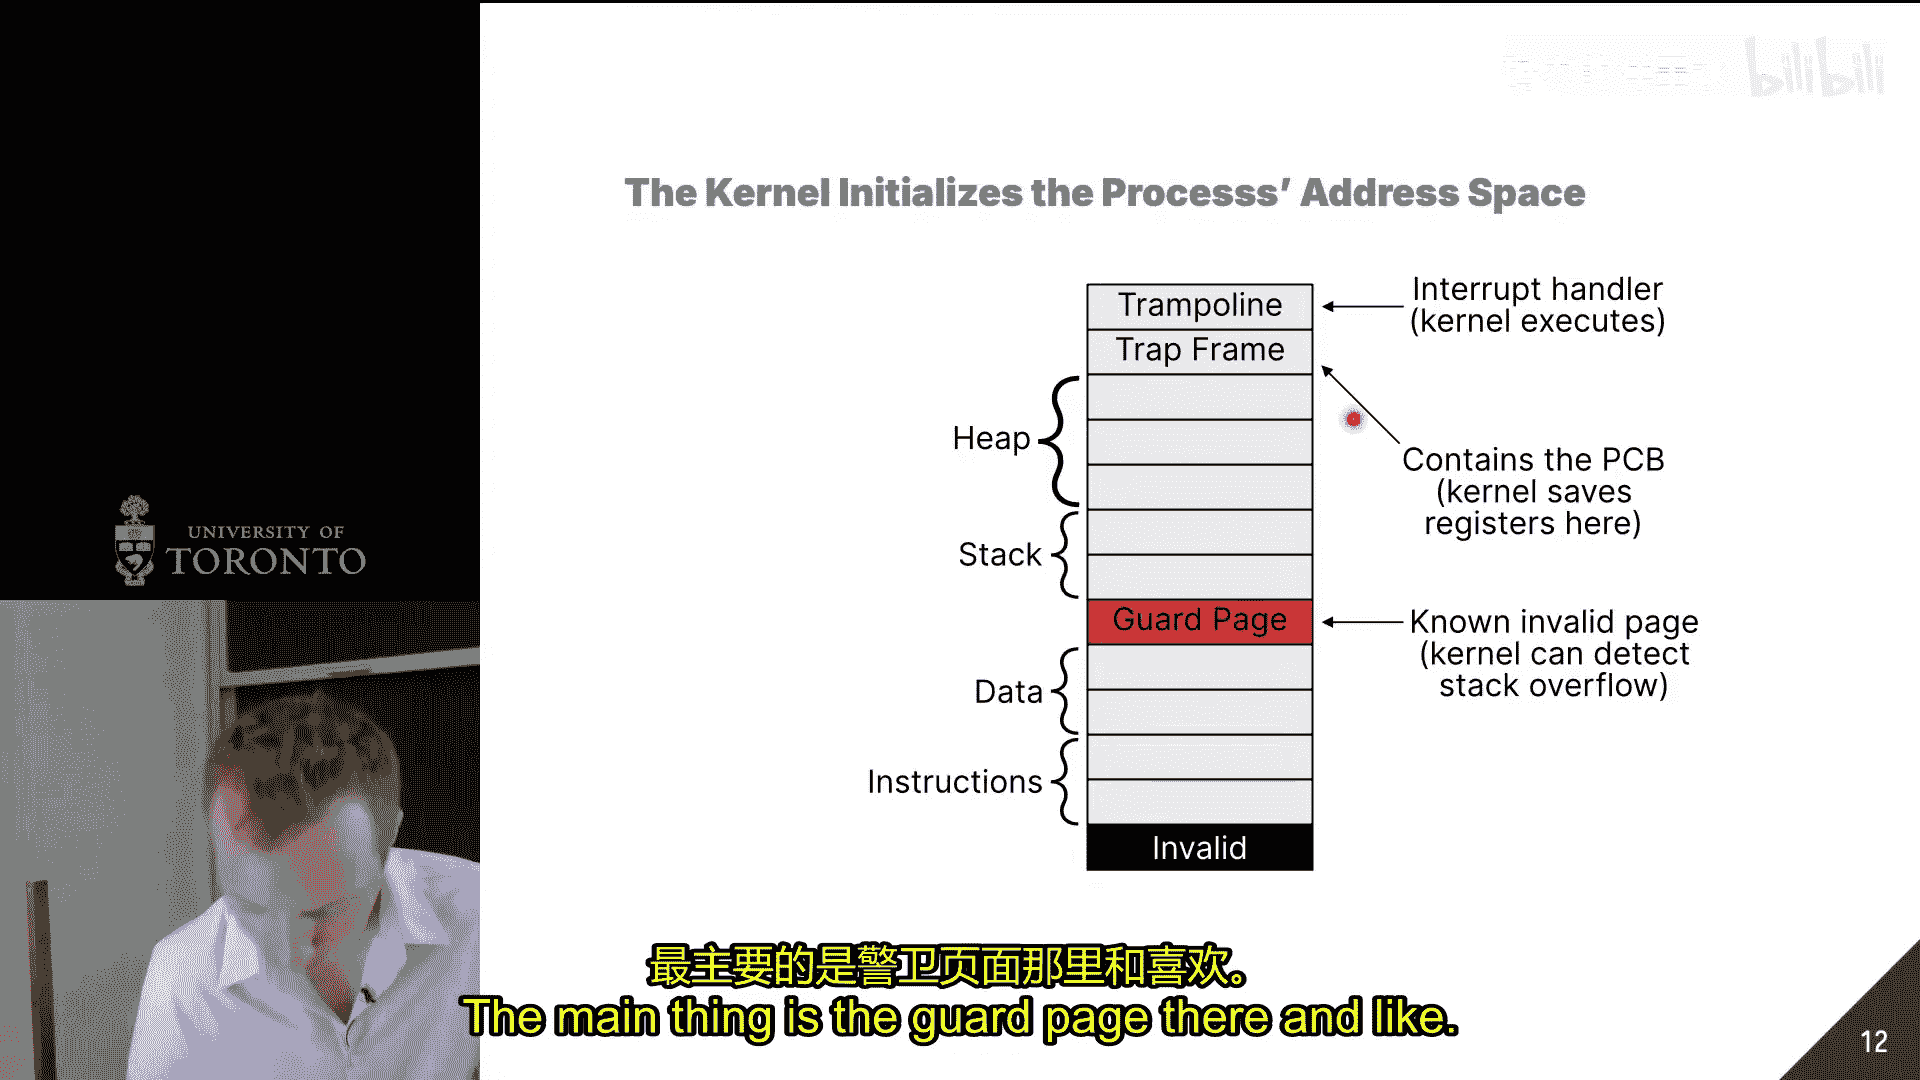 bilibili
The Kernel Initializes the Processs’ Address Space
Trampoline
Interrupt handler
(kernel executes)
Trap Frame
Heap
Contains the PCB
(kernel saves
registers here)
Stack
Guard Page
Known invalid page
(kernel can detect
stack overflow)
Data
Instructions
Invalid
UNIVERSITY OF
TORONTO
最主要的是警卫页面那里和喜欢。
The main thing is the guard page there and like.
12